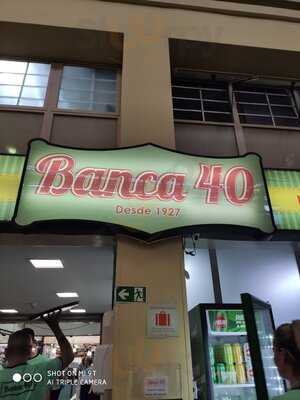 Banca 40
Desde 1927
SHOT ON MI 9T
AI TRIPLE CAMERA